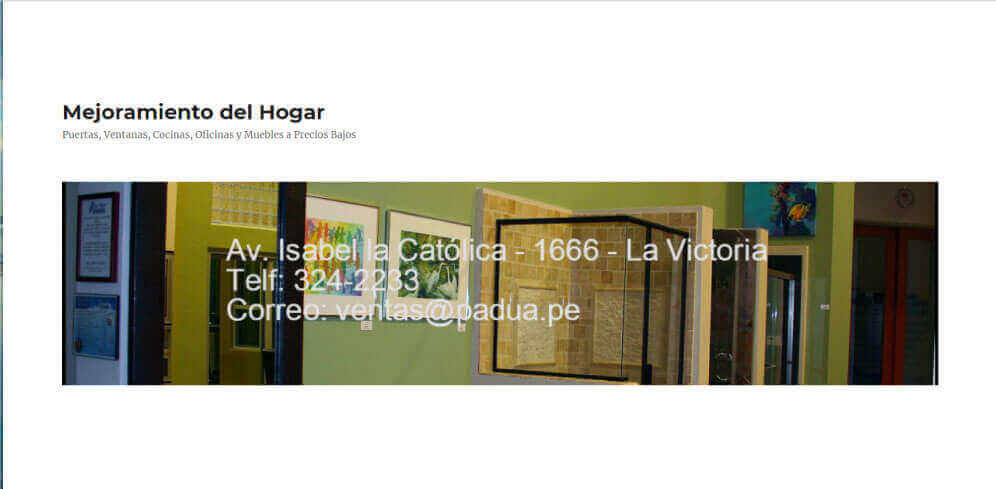 Mejoramiento del Hogar
Puertas, Ventanas, Cocinas, Oficinas y Muebles a Precios Bajos
Av. Isabel la Católica - 1666 - La Victoria
Telf: 324-2233
Correo: ventas@padua.pe